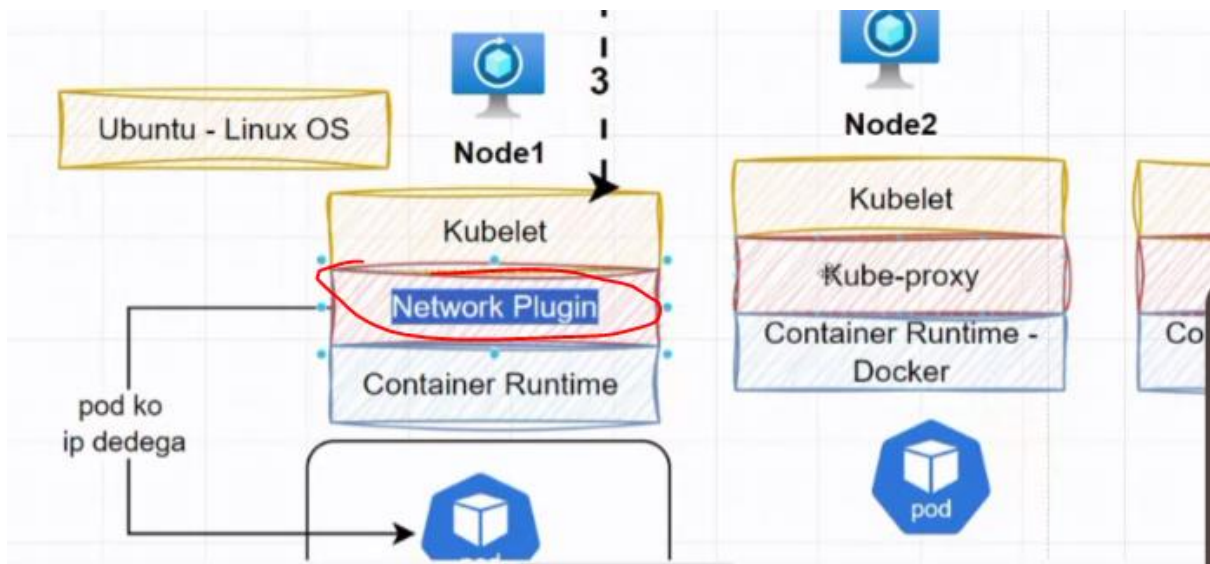 3
Ubuntu - Linux OS
Node1
Kubelet
Network Plugin
Container Runtime
pod ko
ip dedega
Node2
Kubelet
Kube-proxy
Container Runtime -
Docker
pod
Co